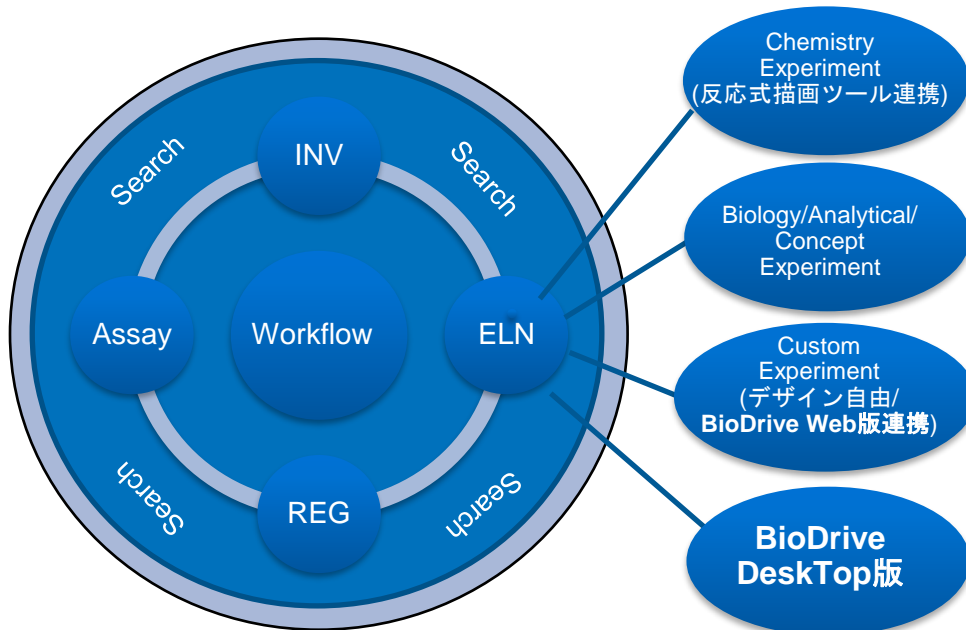 Search
INV
Search
Assay
Workflow
ELN
Search
REG
Search
Chemistry
Experiment
(反応式描画ツール連携)
Biology/Analytical/
Concept
Experiment
Custom
Experiment
(デザイン自由/
BioDrive Web版連携)
BioDrive
DeskTop版